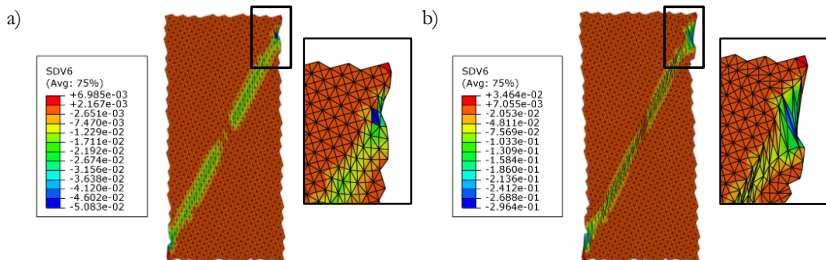 a)
SDV6
(Avg: 75%)
+6.985e-03
+2.167e-03
-2.651e-03
-7.470e-03
-1.229e-02
-1.711e-02
-2.192e-02
-2.674e-02
-3.156e-02
-3.638e-02
-4.120e-02
-4.602e-02
-5.083e-02
b)
SDV6
(Avg: 75%)
+3.464e-02
+7.055e-03
-2.053e-02
-4.811e-02
-7.569e-02
-1.033e-01
-1.309e-01
-1.584e-01
-1.860e-01
-2.136e-01
-2.412e-01
-2.688e-01
-2.964e-01